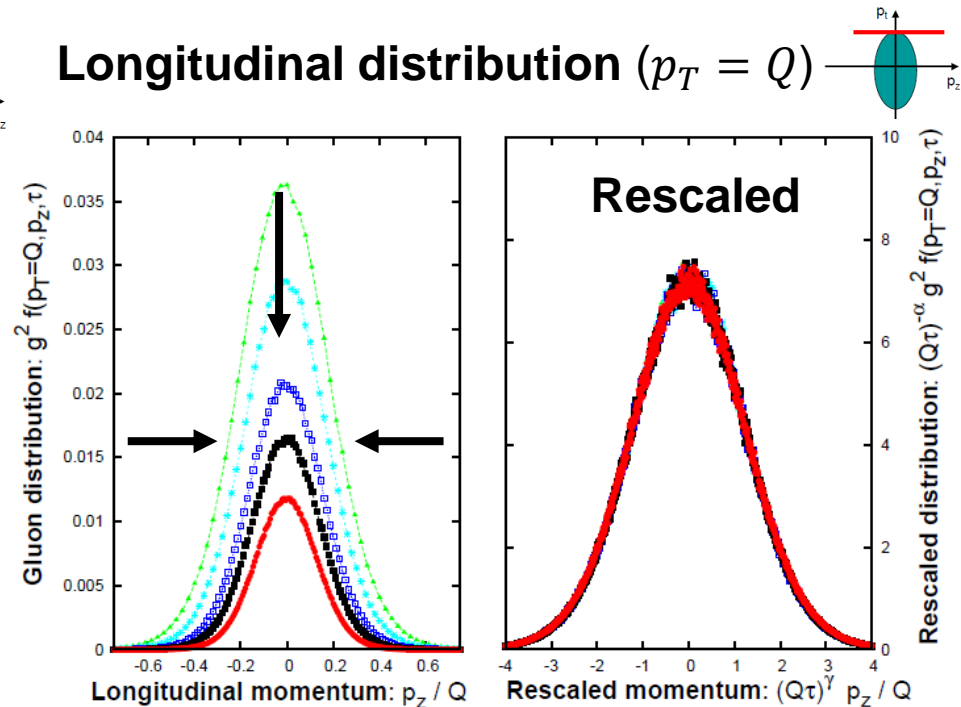 Longitudinal distribution (p_T = Q)
p_t
p_z
z
0.04
0.035
0.03
0.025
0.02
0.015
0.01
0.005
0
Gluon distribution: g² f(p_T=Q,p_z,τ)
-0.6 -0.4 -0.2 0 0.2 0.4 0.6
Longitudinal momentum: p_z / Q
Rescaled
10
8
6
4
2
0
Rescaled distribution: (Qτ)^-α g² f(p_T=Q,p_z,τ)
-4 -3 -2 -1 0 1 2 3 4
Rescaled momentum: (Qτ)^γ p_z / Q